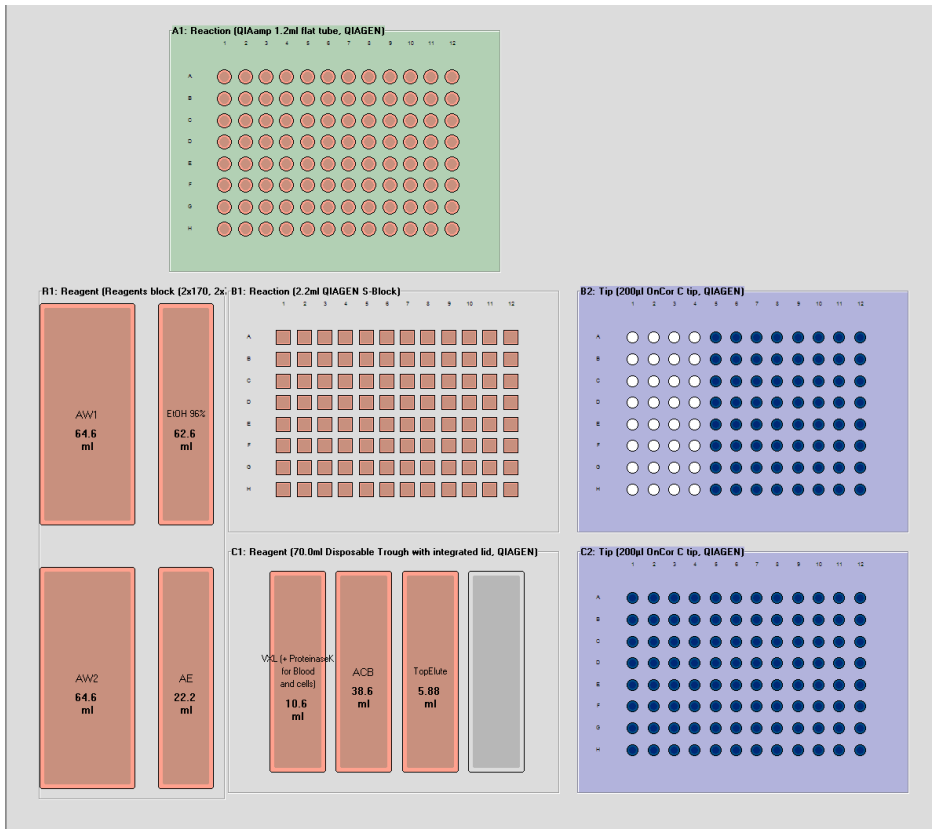 A1: Reaction (QIAamp 1.2ml flat tube, QIAGEN)
1 2 3 4 5 6 7 8 9 10 11 12
A
B
C
D
E
F
G
H
R1: Reagent (Reagents block (2x170, 2x
AW1
64.6
ml
EtOH 96%
62.6
ml
AW2
64.6
ml
AE
22.2
ml
B1: Reaction (2.2ml QIAGEN S-Block)
1 2 3 4 5 6 7 8 9 10 11 12
A
B
C
D
E
F
G
H
B2: Tip (200µl OnCor C tip, QIAGEN)
1 2 3 4 5 6 7 8 9 10 11 12
A
B
C
D
E
F
G
H
C1: Reagent (70.0ml Disposable Trough with integrated lid, QIAGEN)
VXL (+ ProteinaseK
for Blood
and cells)
10.6
ml
ACB
38.6
ml
TopElute
5.88
ml
C2: Tip (200µl OnCor C tip, QIAGEN)
1 2 3 4 5 6 7 8 9 10 11 12
A
B
C
D
E
F
G
H